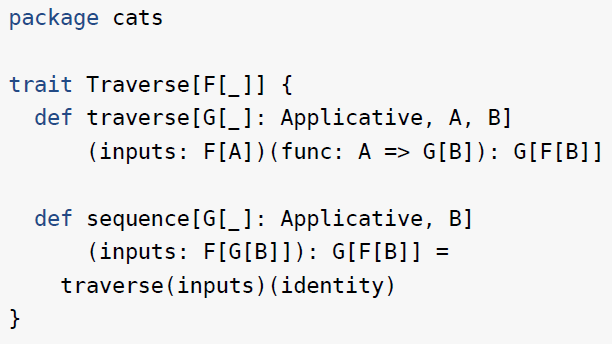 package cats
trait Traverse[F[_]] {
def traverse[G[_]: Applicative, A, B]
(inputs: F[A])(func: A => G[B]): G[F[B]]
def sequence[G[_]: Applicative, B]
(inputs: F[G[B]]): G[F[B]] =
traverse(inputs)(identity)
}